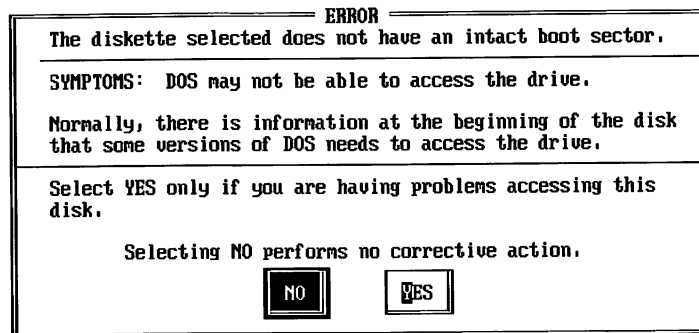 ERROR
The diskette selected does not have an intact boot sector.
SYMPTOMS: DOS may not be able to access the drive.
Normally, there is information at the beginning of the disk
that some versions of DOS needs to access the drive.
Select YES only if you are having problems accessing this
disk.
Selecting NO performs no corrective action.
NO YES